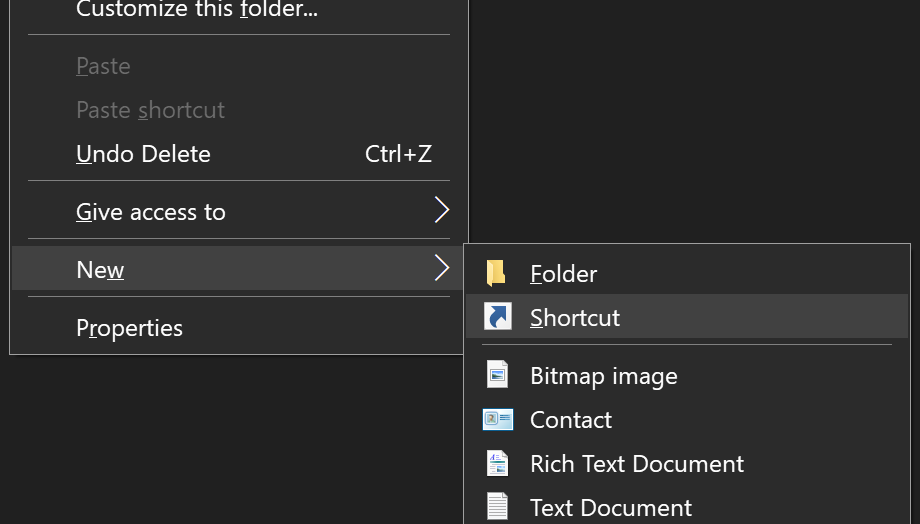 Customize this folder...
Paste
Paste shortcut
Undo Delete Ctrl+Z
Give access to
New
Properties
Folder
Shortcut
Bitmap image
Contact
Rich Text Document
Text Document